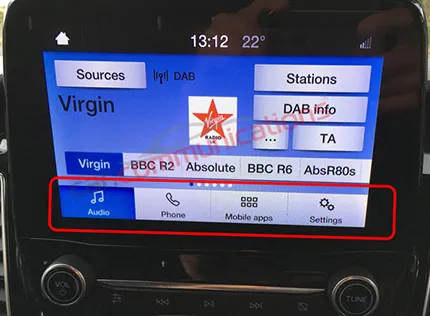 13:12 22°
Sources DAB Stations
Virgin
DAB info
RADIO
... TA
Virgin BBC R2 Absolute BBC R6 AbsR80s
Audio Phone Mobile apps Settings
VOL TUNE